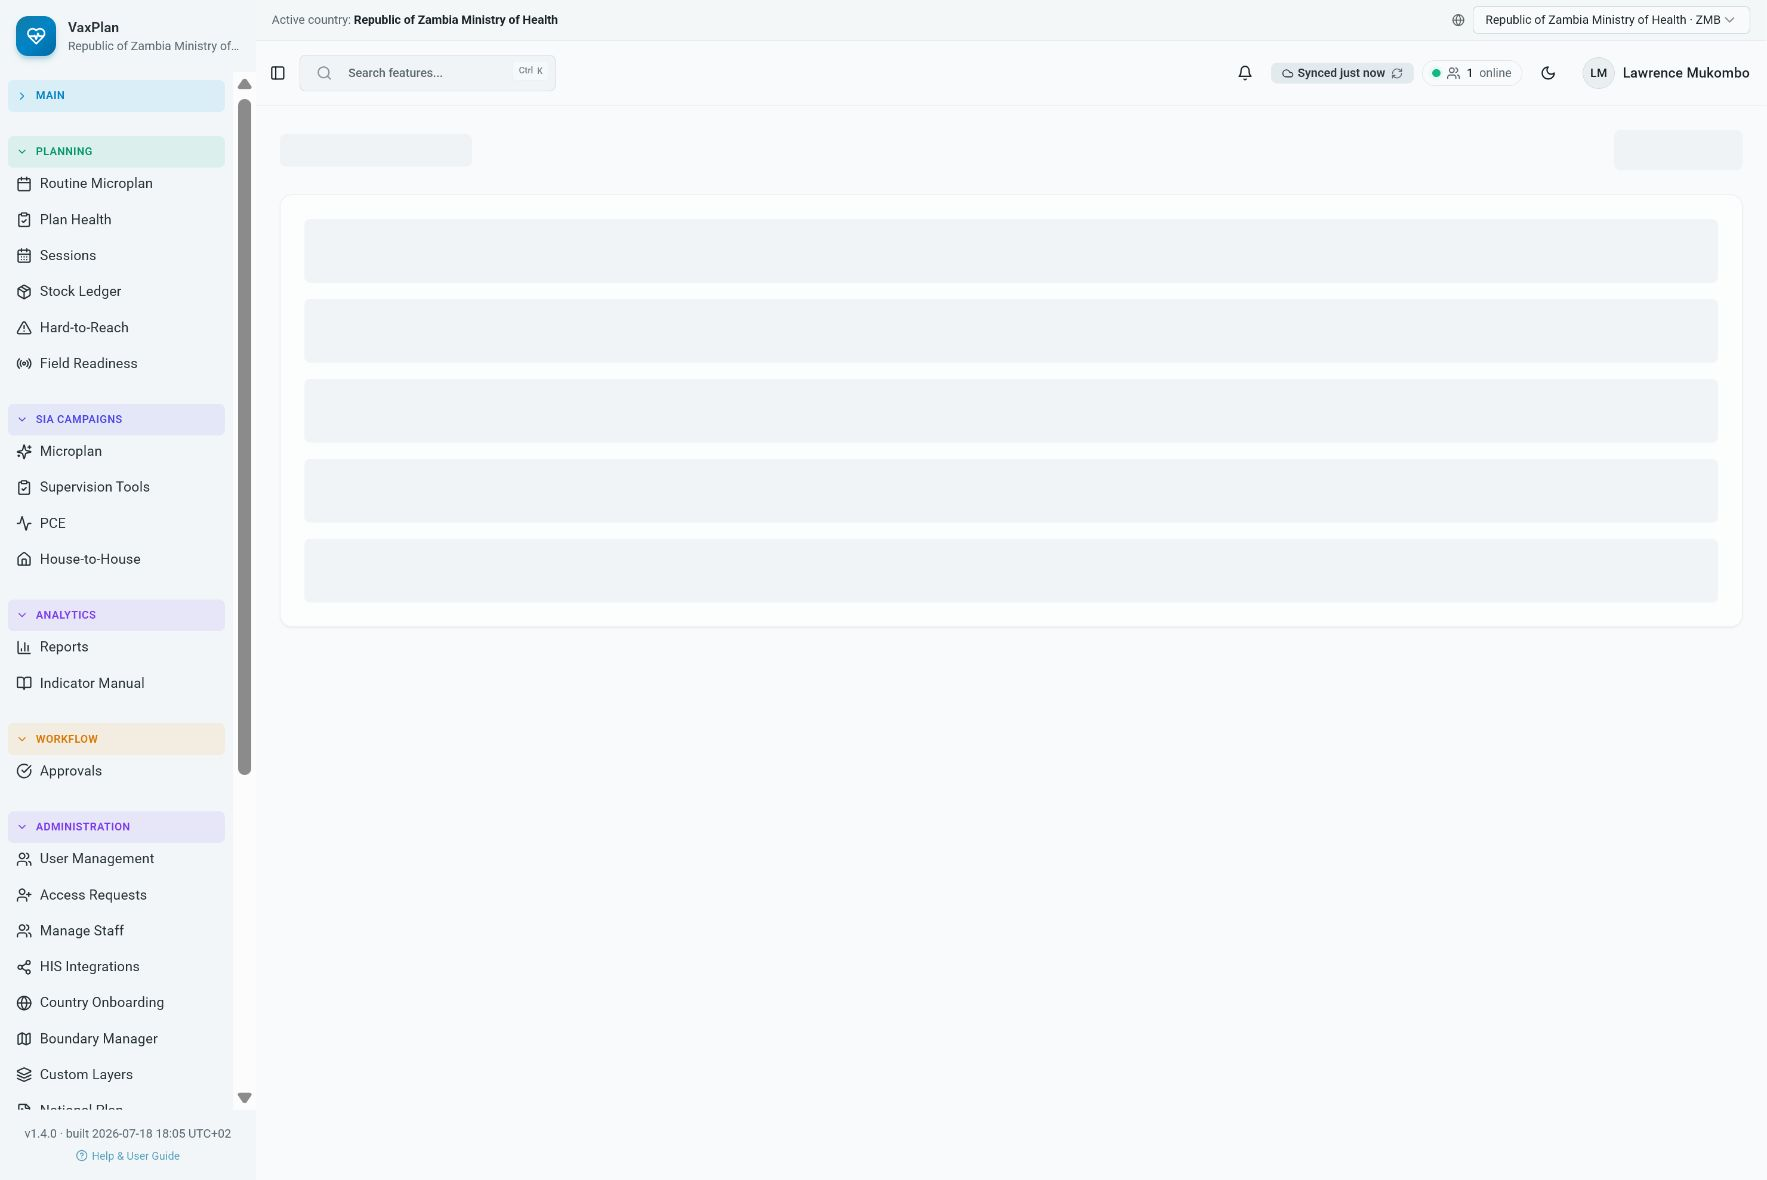 VaxPlan
Republic of Zambia Ministry of...
MAIN
PLANNING
Routine Microplan
Plan Health
Sessions
Stock Ledger
Hard-to-Reach
Field Readiness
SIA CAMPAIGNS
Microplan
Supervision Tools
PCE
House-to-House
ANALYTICS
Reports
Indicator Manual
WORKFLOW
Approvals
ADMINISTRATION
User Management
Access Requests
Manage Staff
HIS Integrations
Country Onboarding
Boundary Manager
Custom Layers
National Plan
v1.4.0 · built 2026-07-18 18:05 UTC+02
Help & User Guide
Active country: Republic of Zambia Ministry of Health
Republic of Zambia Ministry of Health · ZMB
Search features...
Ctrl K
Synced just now
1 online
LM
Lawrence Mukombo